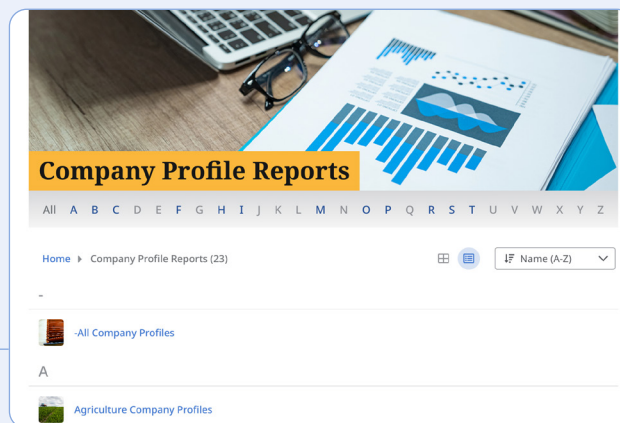 Company Profile Reports
All A B C D E F G H I J K L M N O P Q R S T U V W X Y Z
Home Company Profile Reports (23)
Name (A-Z)
-
-All Company Profiles
A
Agriculture Company Profiles